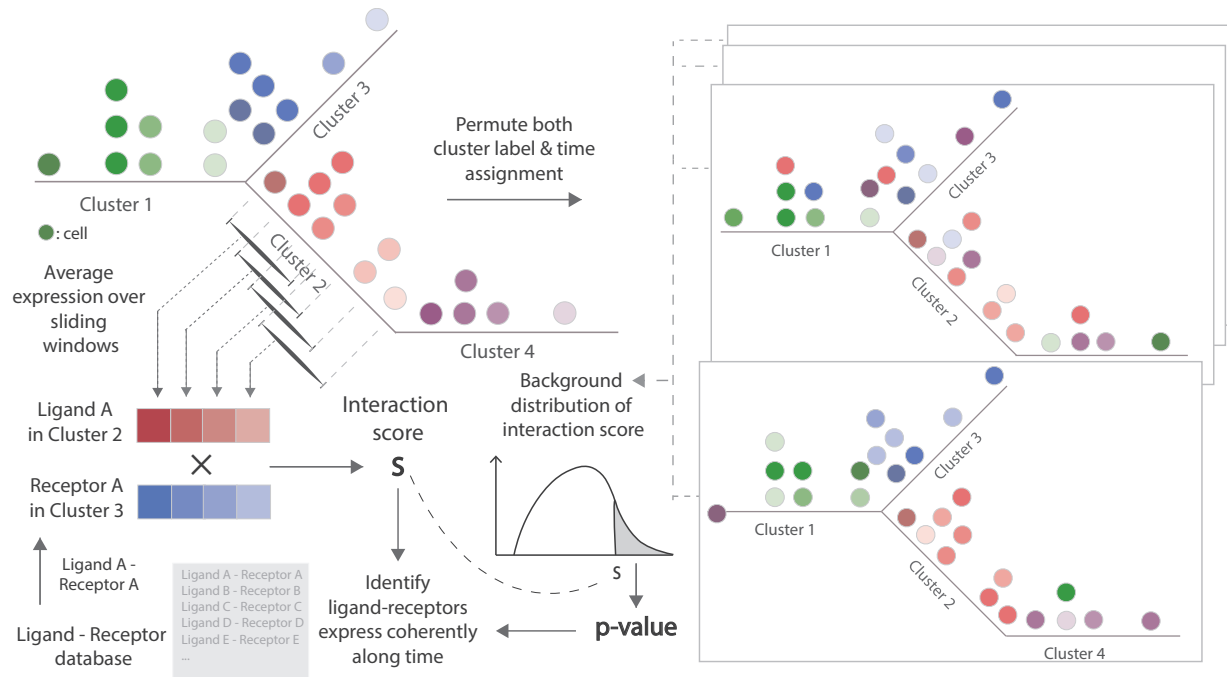 Cluster 3
Cluster 1
: cell
Cluster 2
Cluster 4
Average
expression over
sliding
windows
Permute both
cluster label & time
assignment
Ligand A
in Cluster 2
×
Receptor A
in Cluster 3
Interaction
score
S
Background
distribution of
interaction score
s
p-value
Identify
ligand-receptors
express coherently
along time
Ligand A -
Receptor A
Ligand - Receptor
database
Ligand A - Receptor A
Ligand B - Receptor B
Ligand C - Receptor C
Ligand D - Receptor D
Ligand E - Receptor E
...
Cluster 3
Cluster 1
Cluster 2
Cluster 3
Cluster 1
Cluster 2
Cluster 4